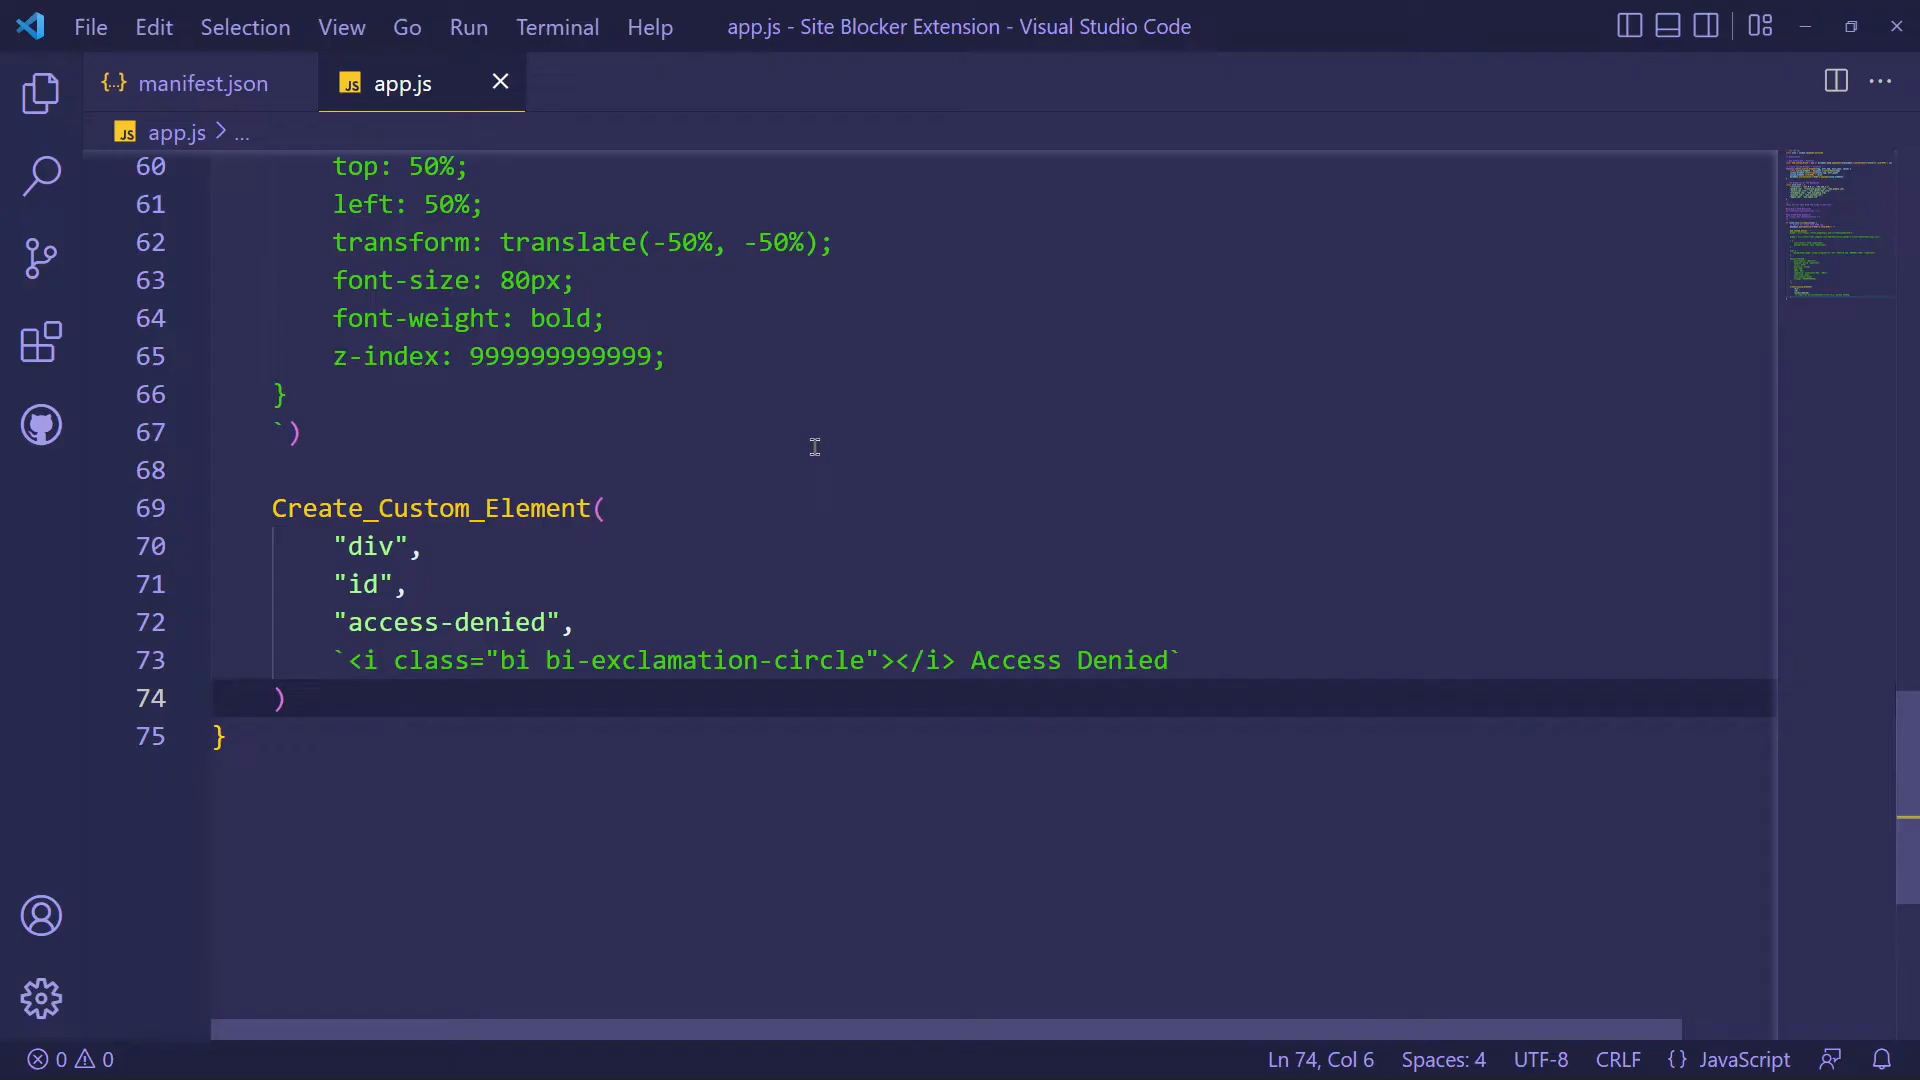 File Edit Selection View Go Run Terminal Help app.js - Site Blocker Extension - Visual Studio Code
{..} manifest.json JS app.js
JS app.js > ...
60 top: 50%;
61 left: 50%;
62 transform: translate(-50%, -50%);
63 font-size: 80px;
64 font-weight: bold;
65 z-index: 999999999999;
66 }
67 `)
68
69 Create_Custom_Element(
70 "div",
71 "id",
72 "access-denied",
73 `<i class="bi bi-exclamation-circle"></i> Access Denied`
74 )
75 }
0 0 Ln 74, Col 6 Spaces: 4 UTF-8 CRLF {} JavaScript